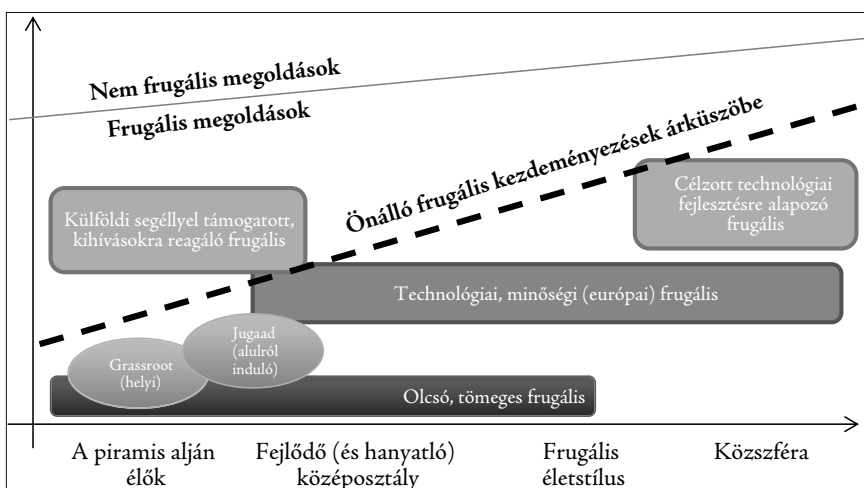 Nem frugális megoldások
Frugális megoldások
Önálló frugális kezdeményezések árküszöbe
Külföldi segéllyel támogatott,
kihívásokra reagáló frugális
Célzott technológiai
fejlesztésre alapozó
frugális
Technológiai, minőségi (európai) frugális
Jugaad
(alulról
induló)
Grassroot
(helyi)
Olcsó, tömeges frugális
A piramis alján
élők
Fejlődő (és hanyatló)
középosztály
Frugális
életstílus
Közszféra